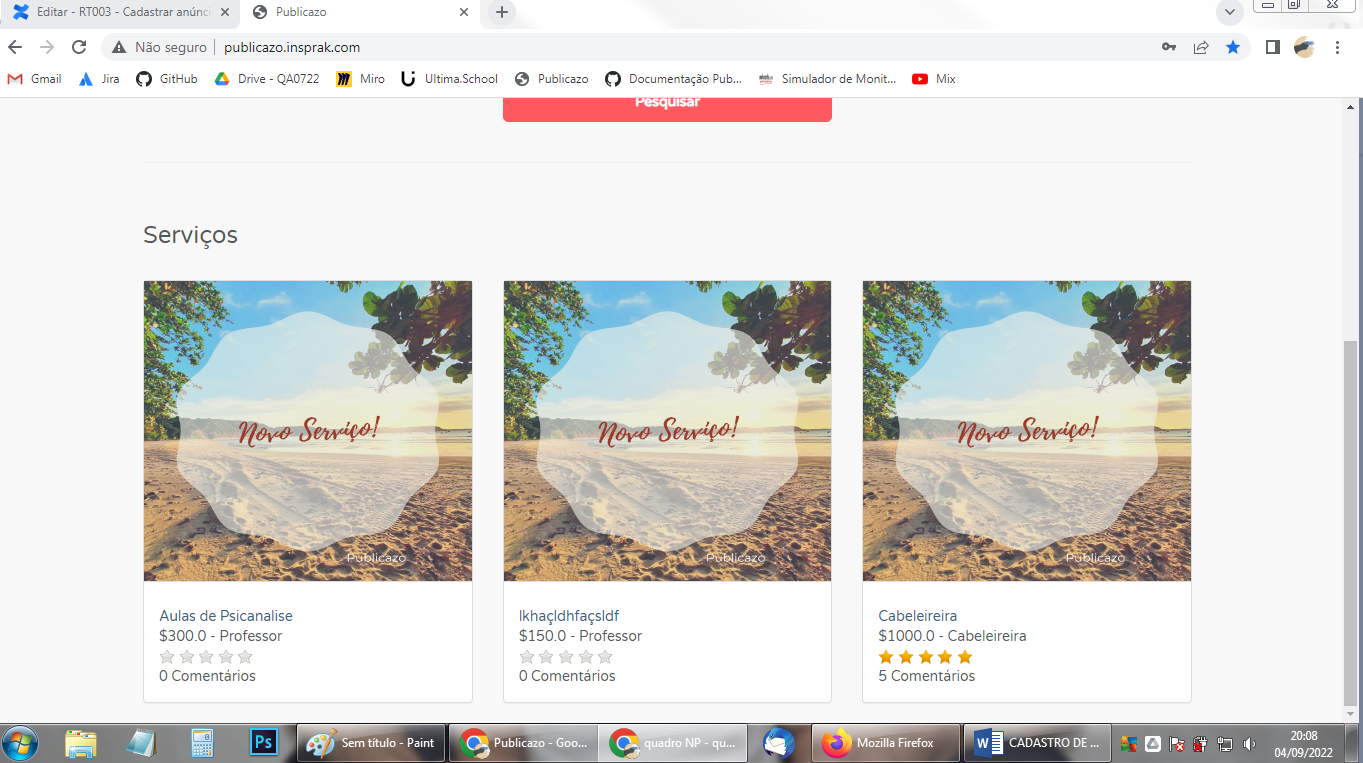 Editar - RT003 - Cadastrar anúnci
Publicazo
Não seguro
publicazo.insprak.com
Gmail
Jira
GitHub
Drive - QA0722
Miro
Ultima.School
Publicazo
Documentação Pub...
Simulador de Monit...
Mix
Pesquisar
Serviços
Novo Serviço!
Publicazo
Novo Serviço!
Publicazo
Novo Serviço!
Publicazo
Aulas de Psicanalise
$300.0 - Professor
0 Comentários
lkhaçldhfaçsldf
$150.0 - Professor
0 Comentários
Cabeleireira
$1000.0 - Cabeleireira
5 Comentários
Ps
Sem título - Paint
Publicazo - Goo...
quadro NP - qu...
Mozilla Firefox
CADASTRO DE ...
20:08
04/09/2022